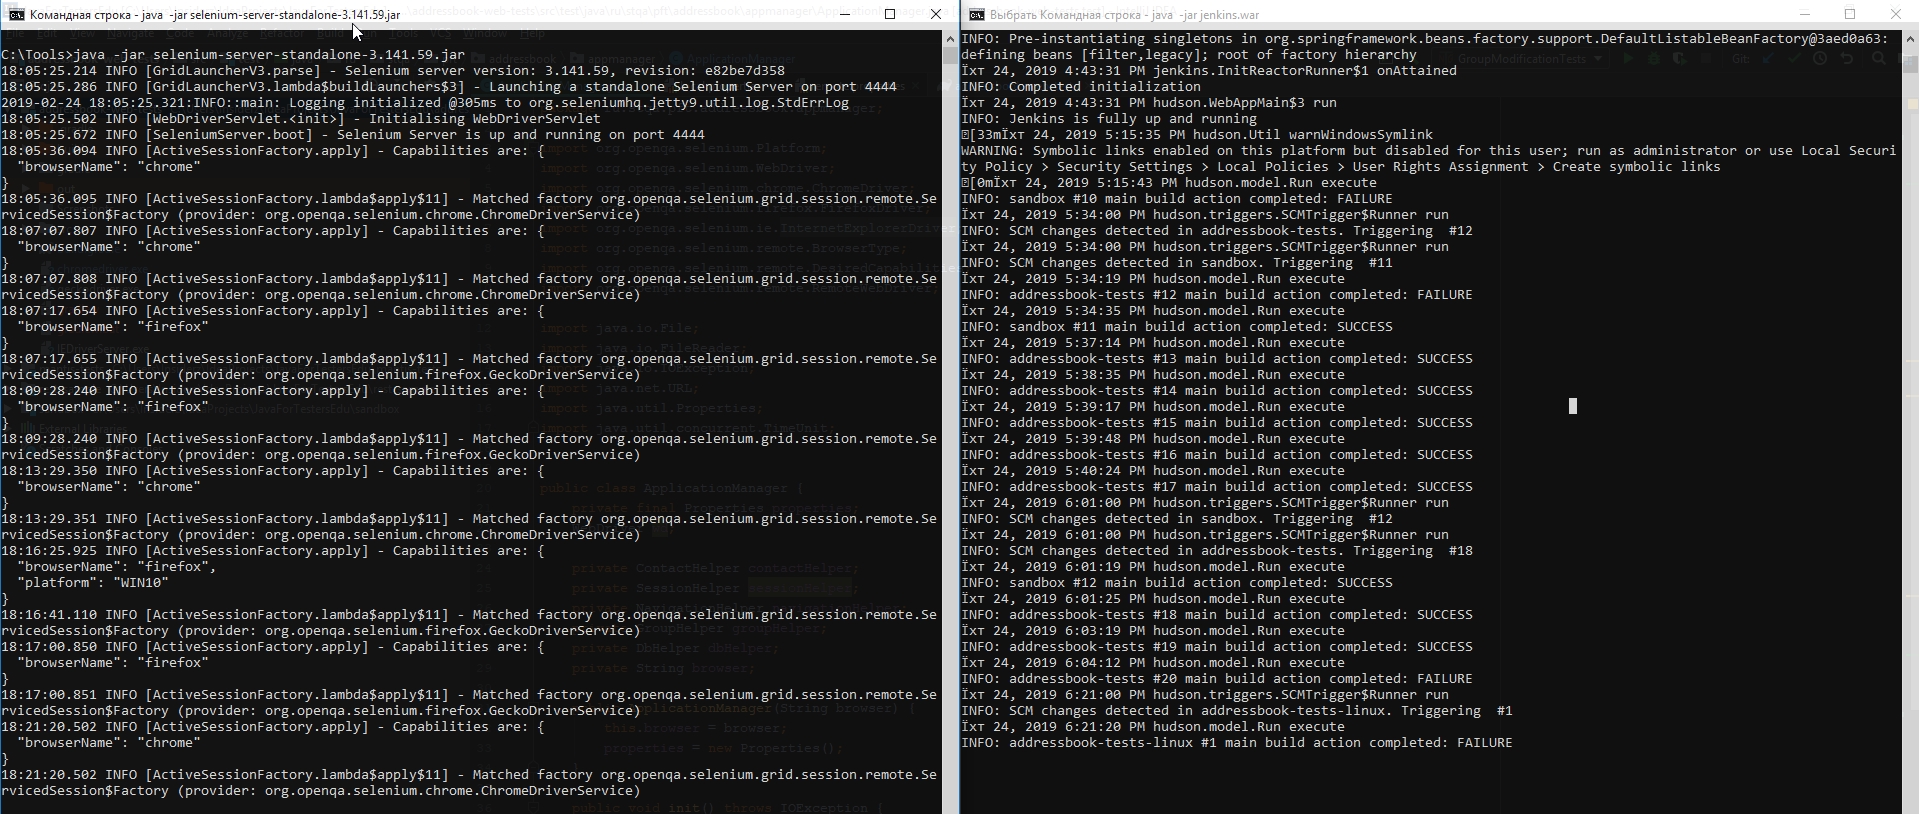 Командная строка - java  -jar selenium-server-standalone-3.141.59.jar
C:\Tools>java -jar selenium-server-standalone-3.141.59.jar
18:05:25.214 INFO [GridLauncherV3.parse] - Selenium server version: 3.141.59, revision: e82be7d358
18:05:25.286 INFO [GridLauncherV3.lambda$buildLaunchers$3] - Launching a standalone Selenium Server on port 4444
2019-02-24 18:05:25.321:INFO::main: Logging initialized @305ms to org.seleniumhq.jetty9.util.log.StdErrLog
18:05:25.502 INFO [WebDriverServlet.<init>] - Initialising WebDriverServlet
18:05:25.672 INFO [SeleniumServer.boot] - Selenium Server is up and running on port 4444
18:05:36.094 INFO [ActiveSessionFactory.apply] - Capabilities are: {
  "browserName": "chrome"
}
18:05:36.095 INFO [ActiveSessionFactory.lambda$apply$11] - Matched factory org.openqa.selenium.grid.session.remote.Se
rvicedSession$Factory (provider: org.openqa.selenium.chrome.ChromeDriverService)
18:07:07.807 INFO [ActiveSessionFactory.apply] - Capabilities are: {
  "browserName": "chrome"
}
18:07:07.808 INFO [ActiveSessionFactory.lambda$apply$11] - Matched factory org.openqa.selenium.grid.session.remote.Se
rvicedSession$Factory (provider: org.openqa.selenium.chrome.ChromeDriverService)
18:07:17.654 INFO [ActiveSessionFactory.apply] - Capabilities are: {
  "browserName": "firefox"
}
18:07:17.655 INFO [ActiveSessionFactory.lambda$apply$11] - Matched factory org.openqa.selenium.grid.session.remote.Se
rvicedSession$Factory (provider: org.openqa.selenium.firefox.GeckoDriverService)
18:09:28.240 INFO [ActiveSessionFactory.apply] - Capabilities are: {
  "browserName": "firefox"
}
18:09:28.240 INFO [ActiveSessionFactory.lambda$apply$11] - Matched factory org.openqa.selenium.grid.session.remote.Se
rvicedSession$Factory (provider: org.openqa.selenium.firefox.GeckoDriverService)
18:13:29.350 INFO [ActiveSessionFactory.apply] - Capabilities are: {
  "browserName": "chrome"
}
18:13:29.351 INFO [ActiveSessionFactory.lambda$apply$11] - Matched factory org.openqa.selenium.grid.session.remote.Se
rvicedSession$Factory (provider: org.openqa.selenium.chrome.ChromeDriverService)
18:16:25.925 INFO [ActiveSessionFactory.apply] - Capabilities are: {
  "browserName": "firefox",
  "platform": "WIN10"
}
18:16:41.110 INFO [ActiveSessionFactory.lambda$apply$11] - Matched factory org.openqa.selenium.grid.session.remote.Se
rvicedSession$Factory (provider: org.openqa.selenium.firefox.GeckoDriverService)
18:17:00.850 INFO [ActiveSessionFactory.apply] - Capabilities are: {
  "browserName": "firefox"
}
18:17:00.851 INFO [ActiveSessionFactory.lambda$apply$11] - Matched factory org.openqa.selenium.grid.session.remote.Se
rvicedSession$Factory (provider: org.openqa.selenium.firefox.GeckoDriverService)
18:21:20.502 INFO [ActiveSessionFactory.apply] - Capabilities are: {
  "browserName": "chrome"
}
18:21:20.502 INFO [ActiveSessionFactory.lambda$apply$11] - Matched factory org.openqa.selenium.grid.session.remote.Se
rvicedSession$Factory (provider: org.openqa.selenium.chrome.ChromeDriverService)
Выбрать Командная строка - java  -jar jenkins.war
INFO: Pre-instantiating singletons in org.springframework.beans.factory.support.DefaultListableBeanFactory@3aed0a63:
defining beans [filter,legacy]; root of factory hierarchy
Їхт 24, 2019 4:43:31 PM jenkins.InitReactorRunner$1 onAttained
INFO: Completed initialization
Їхт 24, 2019 4:43:31 PM hudson.WebAppMain$3 run
INFO: Jenkins is fully up and running
[33mЇхт 24, 2019 5:15:35 PM hudson.Util warnWindowsSymlink
WARNING: Symbolic links enabled on this platform but disabled for this user; run as administrator or use Local Securi
ty Policy > Security Settings > Local Policies > User Rights Assignment > Create symbolic links
[0mЇхт 24, 2019 5:15:43 PM hudson.model.Run execute
INFO: sandbox #10 main build action completed: FAILURE
Їхт 24, 2019 5:34:00 PM hudson.triggers.SCMTrigger$Runner run
INFO: SCM changes detected in addressbook-tests. Triggering  #12
Їхт 24, 2019 5:34:00 PM hudson.triggers.SCMTrigger$Runner run
INFO: SCM changes detected in sandbox. Triggering  #11
Їхт 24, 2019 5:34:19 PM hudson.model.Run execute
INFO: addressbook-tests #12 main build action completed: FAILURE
Їхт 24, 2019 5:34:35 PM hudson.model.Run execute
INFO: sandbox #11 main build action completed: SUCCESS
Їхт 24, 2019 5:37:14 PM hudson.model.Run execute
INFO: addressbook-tests #13 main build action completed: SUCCESS
Їхт 24, 2019 5:38:35 PM hudson.model.Run execute
INFO: addressbook-tests #14 main build action completed: SUCCESS
Їхт 24, 2019 5:39:17 PM hudson.model.Run execute
INFO: addressbook-tests #15 main build action completed: SUCCESS
Їхт 24, 2019 5:39:48 PM hudson.model.Run execute
INFO: addressbook-tests #16 main build action completed: SUCCESS
Їхт 24, 2019 5:40:24 PM hudson.model.Run execute
INFO: addressbook-tests #17 main build action completed: SUCCESS
Їхт 24, 2019 6:01:00 PM hudson.triggers.SCMTrigger$Runner run
INFO: SCM changes detected in sandbox. Triggering  #12
Їхт 24, 2019 6:01:00 PM hudson.triggers.SCMTrigger$Runner run
INFO: SCM changes detected in addressbook-tests. Triggering  #18
Їхт 24, 2019 6:01:19 PM hudson.model.Run execute
INFO: sandbox #12 main build action completed: SUCCESS
Їхт 24, 2019 6:01:25 PM hudson.model.Run execute
INFO: addressbook-tests #18 main build action completed: SUCCESS
Їхт 24, 2019 6:03:19 PM hudson.model.Run execute
INFO: addressbook-tests #19 main build action completed: SUCCESS
Їхт 24, 2019 6:04:12 PM hudson.model.Run execute
INFO: addressbook-tests #20 main build action completed: FAILURE
Їхт 24, 2019 6:21:00 PM hudson.triggers.SCMTrigger$Runner run
INFO: SCM changes detected in addressbook-tests-linux. Triggering  #1
Їхт 24, 2019 6:21:20 PM hudson.model.Run execute
INFO: addressbook-tests-linux #1 main build action completed: FAILURE